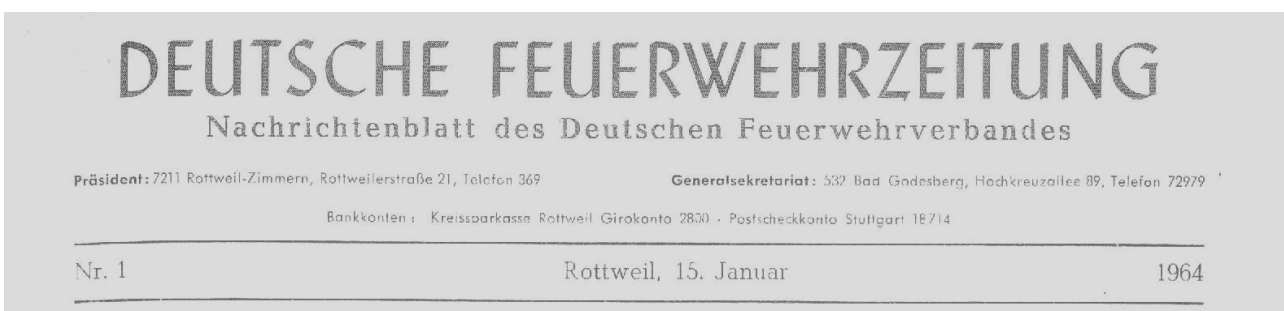 DEUTSCHE FEUERWEHRZEITUNG
Nachrichtenblatt des Deutschen Feuerwehrverbandes
Präsident: 7211 Rottweil-Zimmern, Rottweilerstraße 21, Telefon 369 Generalsekretariat: 532 Bad Godesberg, Hochkreuzallee 89, Telefon 72979
Bankkonten: Kreissparkasse Rottweil Girokonto 2800 - Postscheckkonto Stuttgart 18714
Nr. 1 Rottweil, 15. Januar 1964